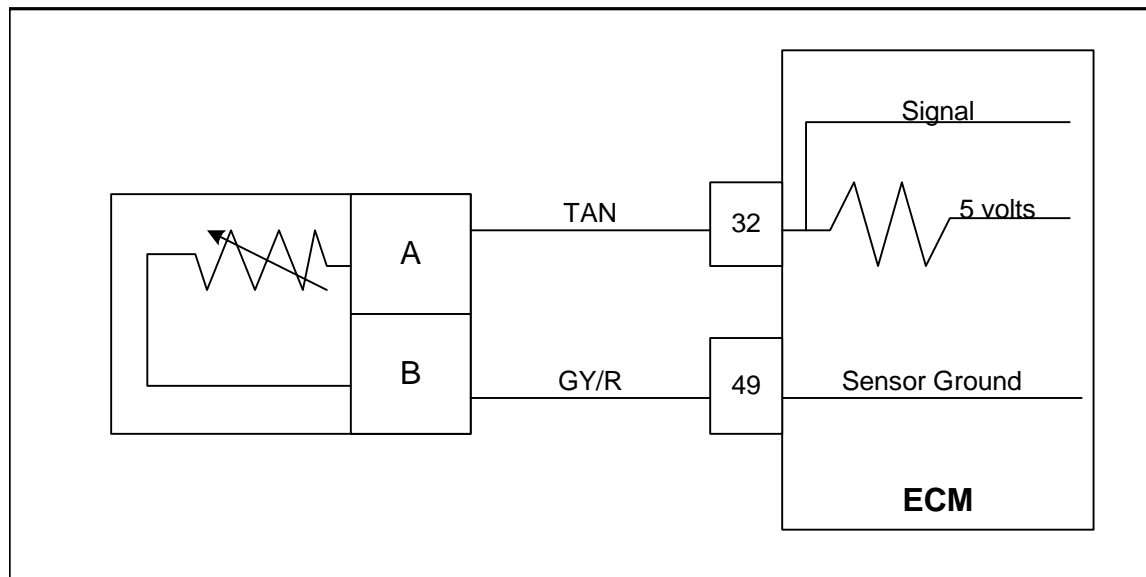 Signal
TAN
32
5 volts
A
B
GY/R
49
Sensor Ground
ECM